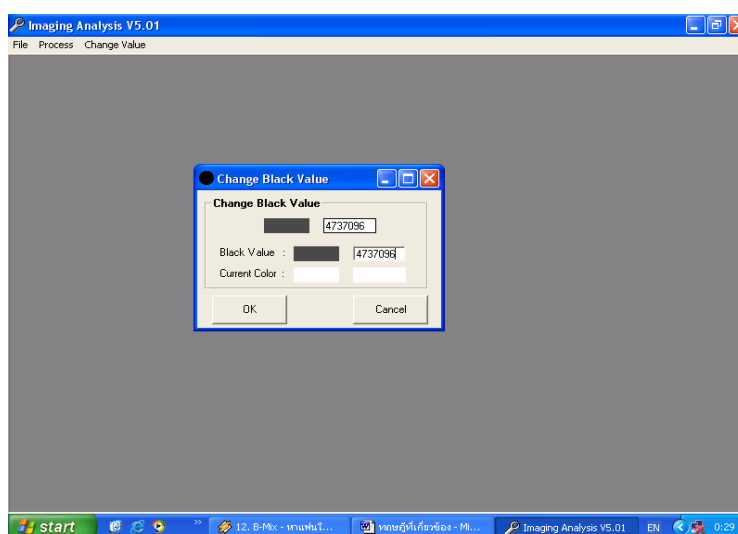 Imaging Analysis V5.01
File Process Change Value
Change Black Value
Change Black Value
4737096
Black Value : 4737096
Current Color :
OK Cancel
start 12. B-Mix - หาแฟนใ... ทฤษฎีที่เกี่ยวข้อง - Mi... Imaging Analysis V5.01 EN 0:29